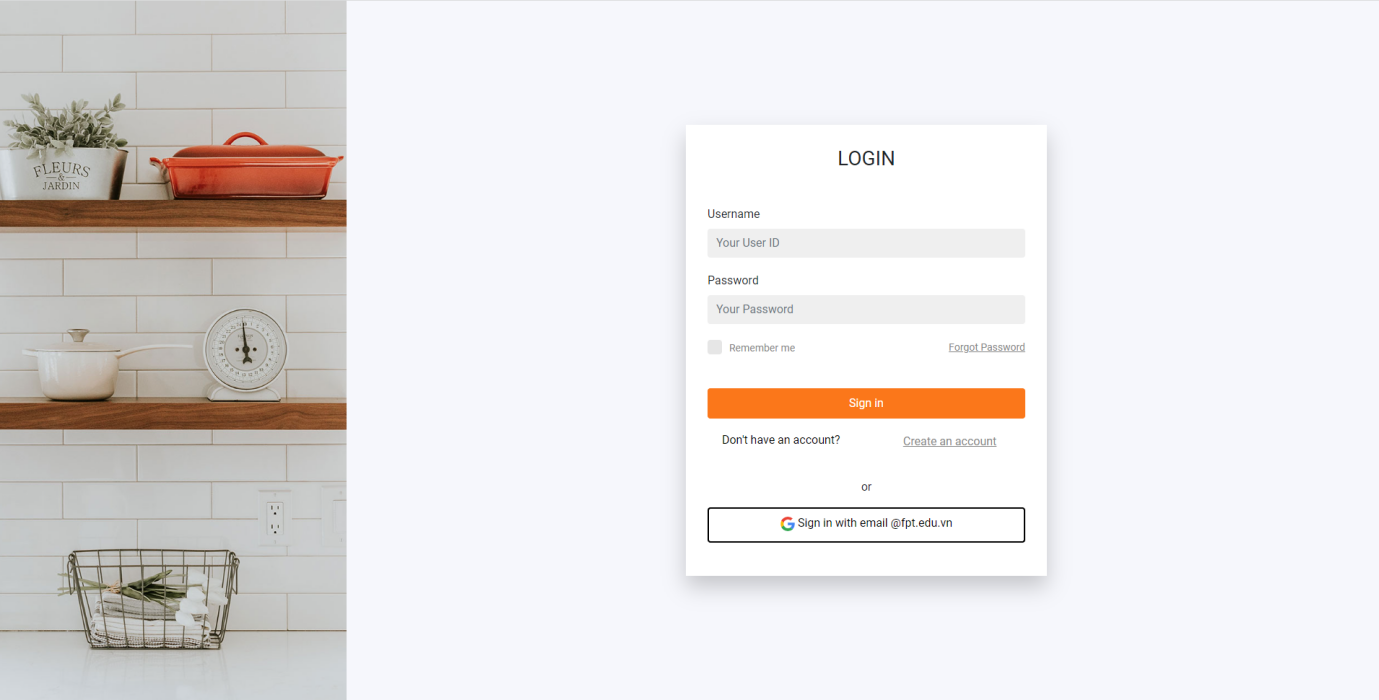 FLEURS
&
JARDIN
LOGIN
Username
Your User ID
Password
Your Password
Remember me
Forgot Password
Sign in
Don't have an account?
Create an account
or
Sign in with email @fpt.edu.vn